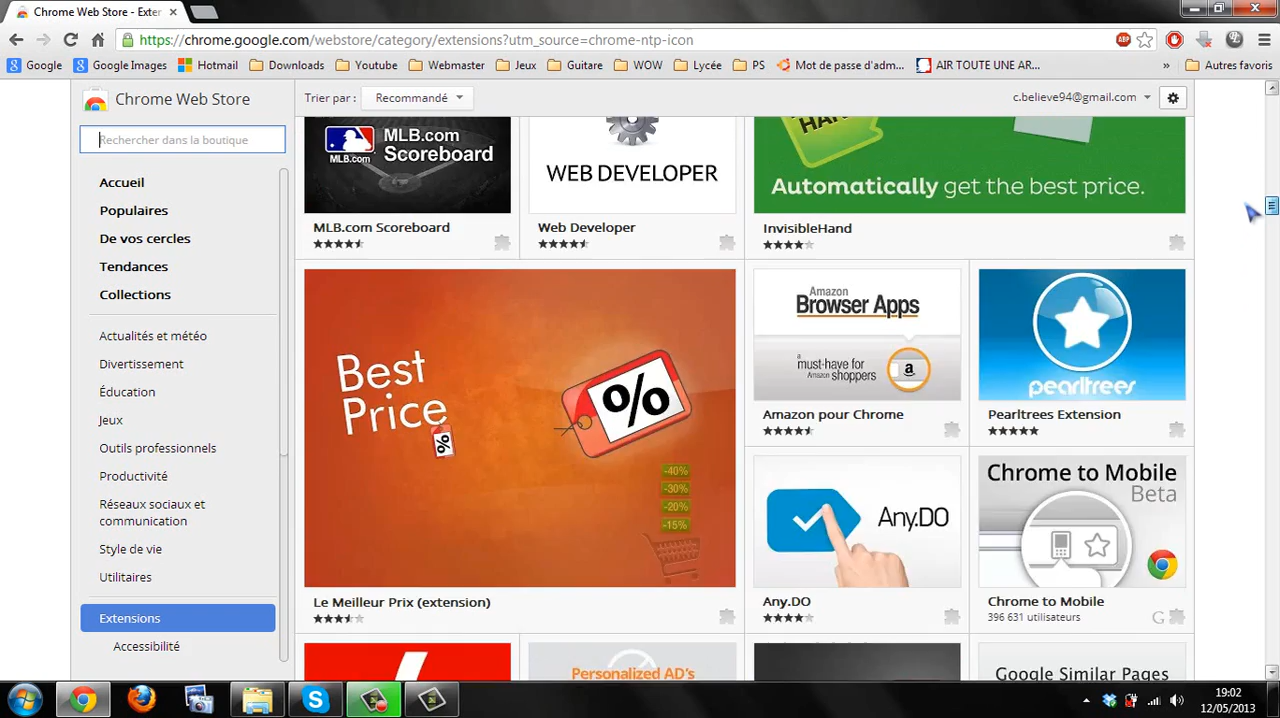 Chrome Web Store - Exter
https://chrome.google.com/webstore/category/extensions?utm_source=chrome-ntp-icon
ABP
Google
Google Images
Hotmail
Downloads
Youtube
Webmaster
Jeux
Guitare
WOW
Lycée
PS
Mot de passe d'adm...
AIR TOUTE UNE AR...
»
Autres favoris
Chrome Web Store
Trier par :
Recommandé
c.believe94@gmail.com
Rechercher dans la boutique
Accueil
Populaires
De vos cercles
Tendances
Collections
Actualités et météo
Divertissement
Éducation
Jeux
Outils professionnels
Productivité
Réseaux sociaux et
communication
Style de vie
Utilitaires
Extensions
Accessibilité
MLB.com
MLB.com
Scoreboard
MLB.com Scoreboard
WEB DEVELOPER
Web Developer
HAND
Automatically get the best price.
InvisibleHand
Best
Price
%
%
-40%
-30%
-20%
-15%
Le Meilleur Prix (extension)
Amazon
Browser Apps
a
must-have for
Amazon shoppers
a
Amazon pour Chrome
pearltrees
Pearltrees Extension
Any.DO
Any.DO
Chrome to Mobile
Beta
Chrome to Mobile
396 631 utilisateurs
G
Personalized AD's
Google Similar Pages
19:02
12/05/2013